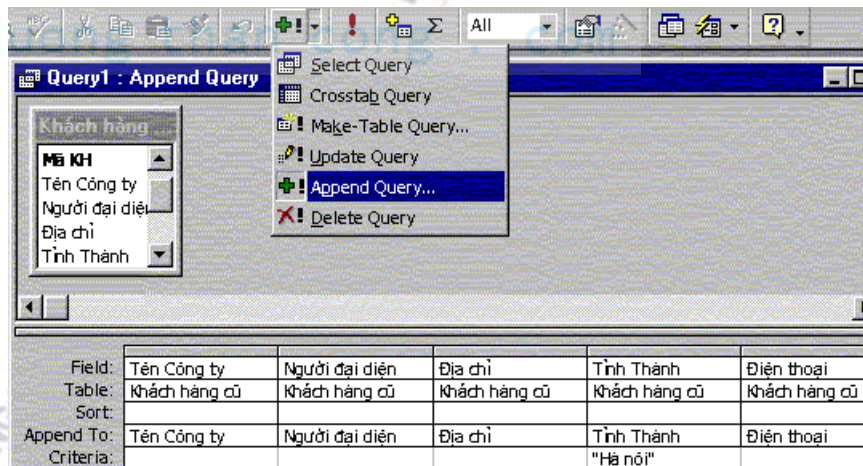 All
Query1 : Append Query
Select Query
Crosstab Query
Make-Table Query...
Update Query
Append Query...
Delete Query
Khách hàng ...
Mã KH
Tên Công ty
Người đại diện
Địa chỉ
Tỉnh Thành
Field: Tên Công ty Người đại diện Địa chỉ Tỉnh Thành Điện thoại
Table: Khách hàng cũ Khách hàng cũ Khách hàng cũ Khách hàng cũ Khách hàng cũ
Sort:
Append To: Tên Công ty Người đại diện Địa chỉ Tỉnh Thành Điện thoại
Criteria: "Hà nôi"